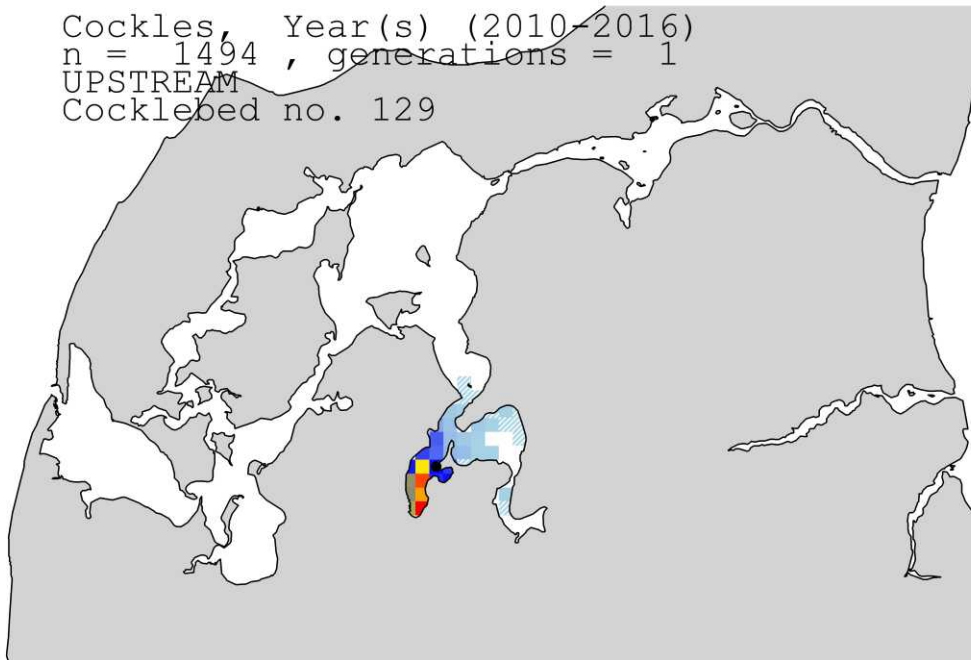 Cockles, Year(s) (2010-2016)
n = 1494 , generations = 1
UPSTREAM
Cocklebed no. 129